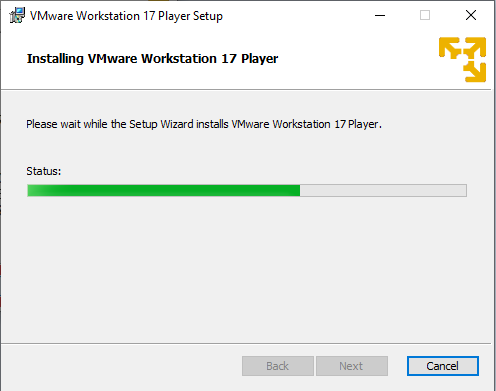 VMware Workstation 17 Player Setup
Installing VMware Workstation 17 Player
Please wait while the Setup Wizard installs VMware Workstation 17 Player.
Status:
Back
Next
Cancel